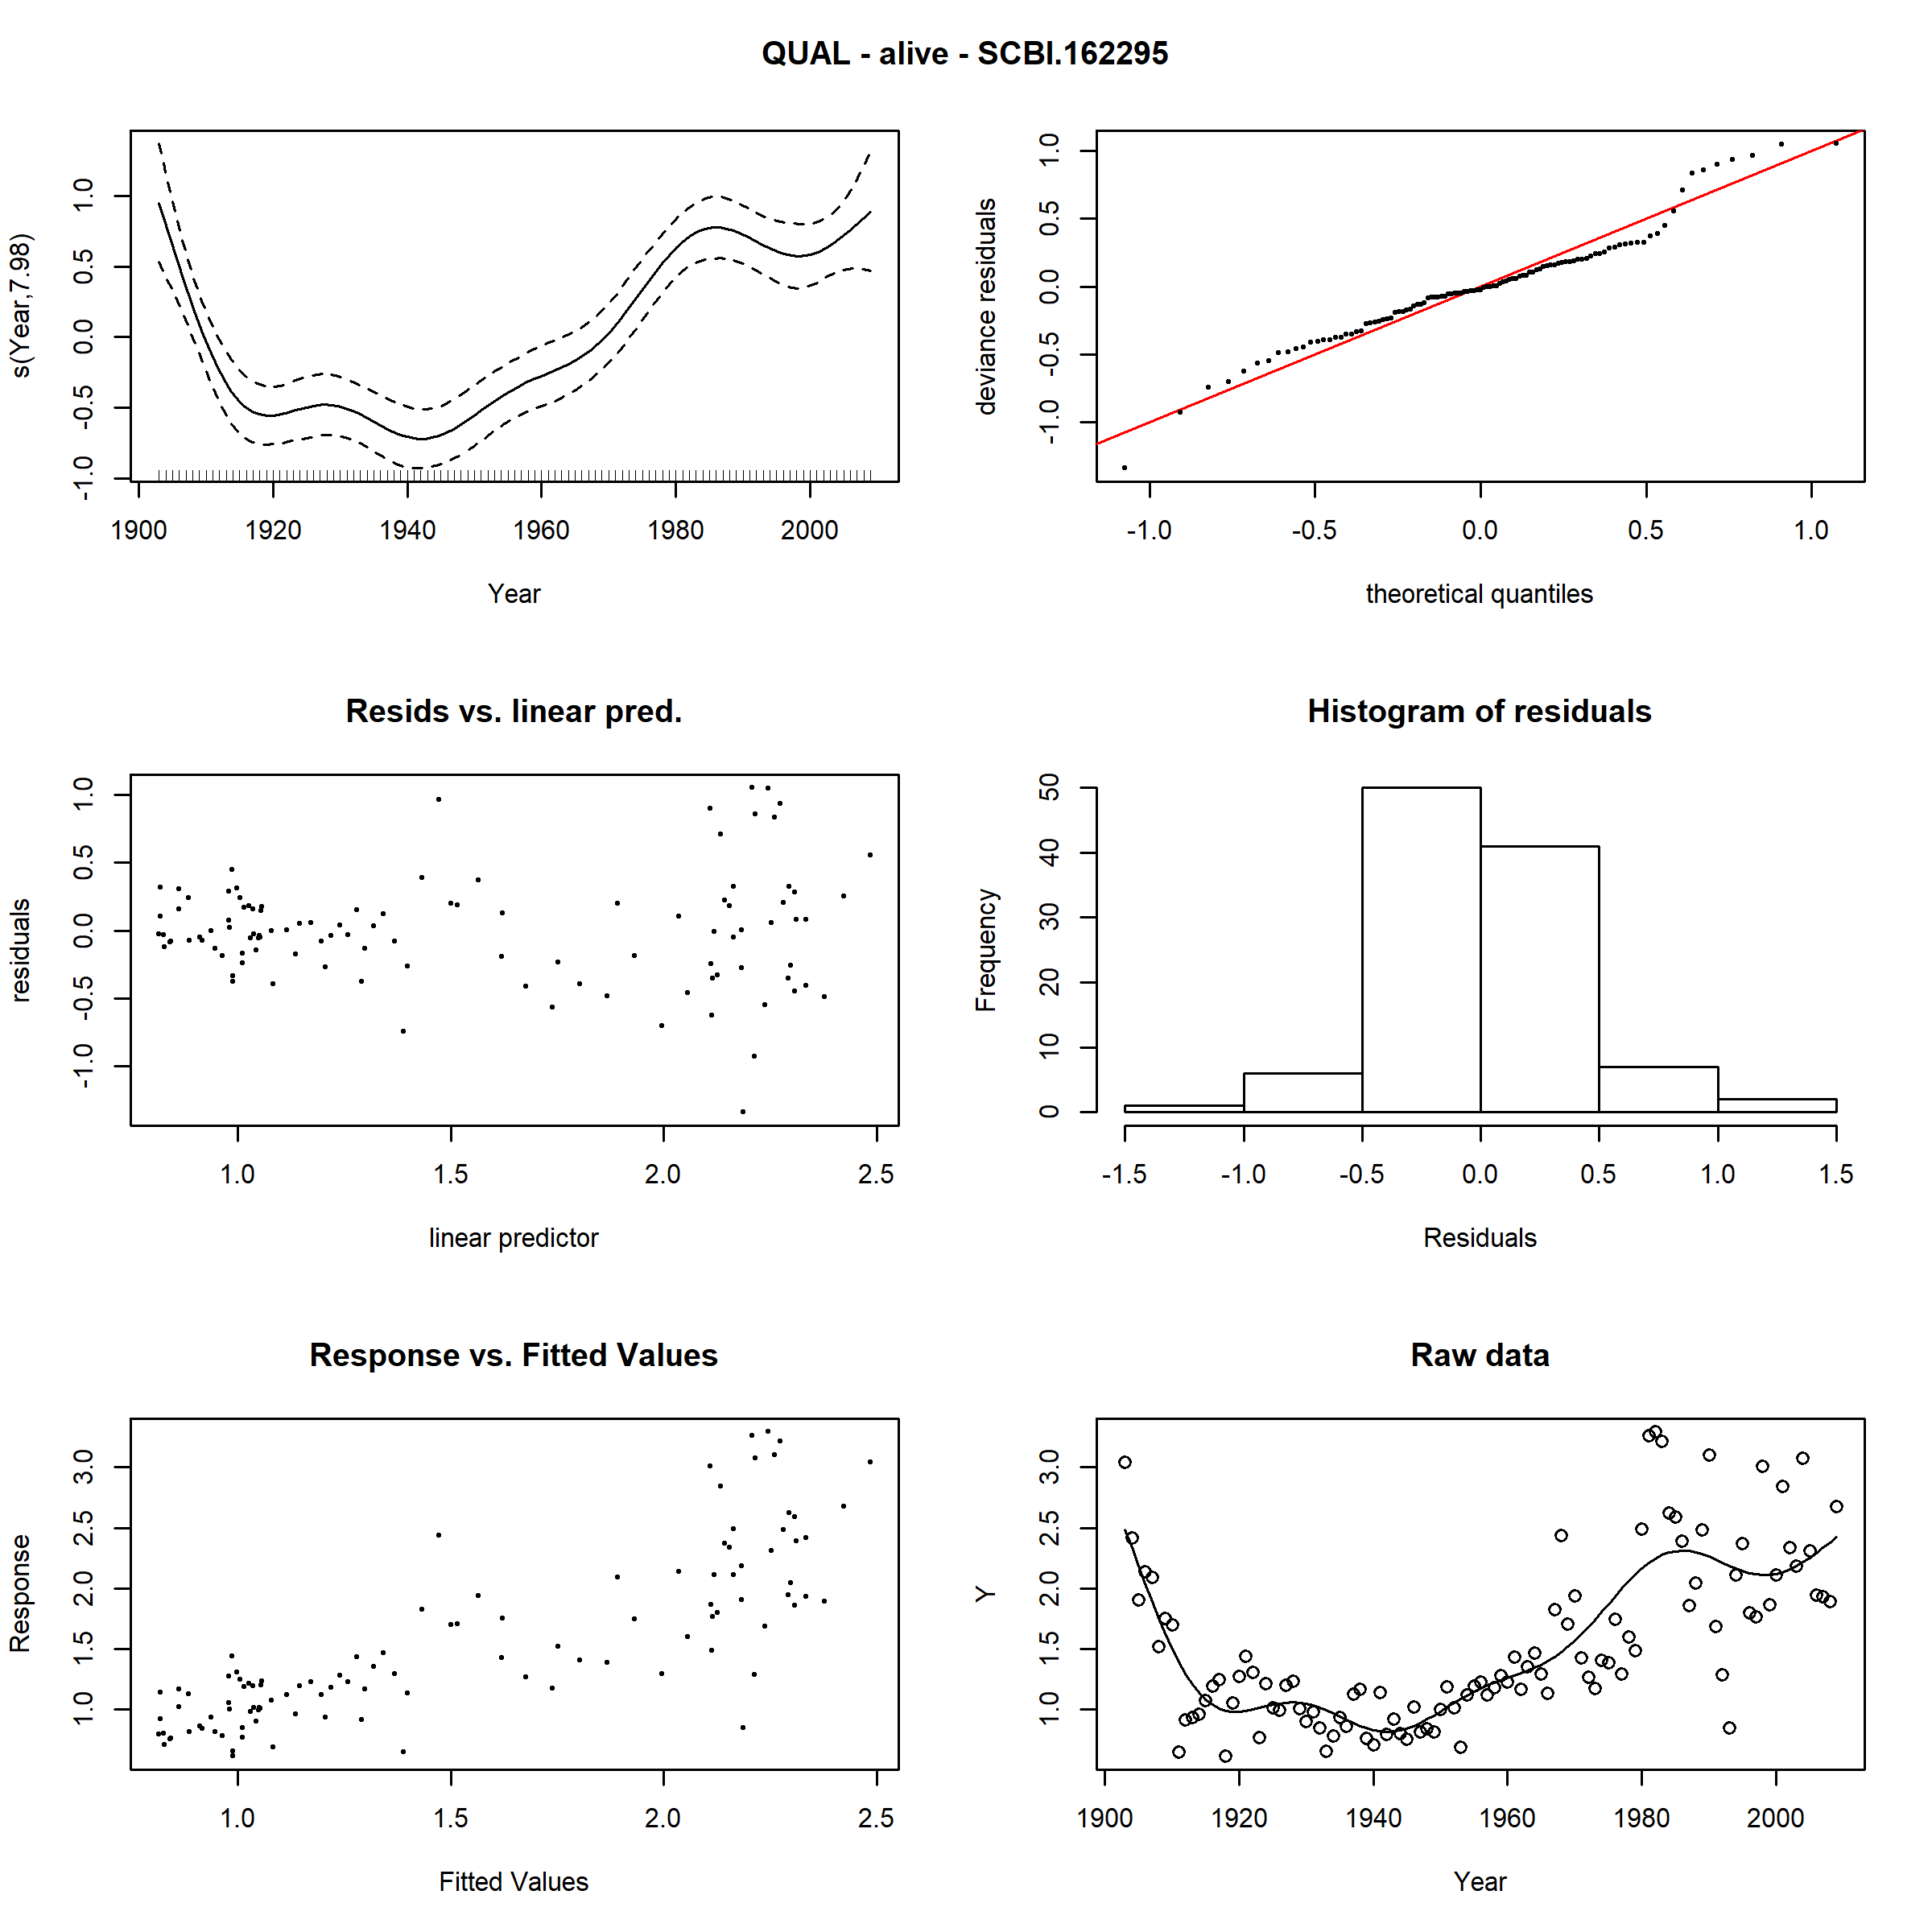 QUAL - alive - SCBI.162295
s(Year,7.98)
-1.0 -0.5 0.0 0.5 1.0
1900 1920 1940 1960 1980 2000
Year
deviance residuals
-1.0 -0.5 0.0 0.5 1.0
-1.0 -0.5 0.0 0.5 1.0
theoretical quantiles
Resids vs. linear pred.
residuals
-1.0 -0.5 0.0 0.5 1.0
1.0 1.5 2.0 2.5
linear predictor
Histogram of residuals
Frequency
0 10 20 30 40 50
-1.5 -1.0 -0.5 0.0 0.5 1.0 1.5
Residuals
Response vs. Fitted Values
Response
1.0 1.5 2.0 2.5 3.0
1.0 1.5 2.0 2.5
Fitted Values
Raw data
Y
1.0 1.5 2.0 2.5 3.0
1900 1920 1940 1960 1980 2000
Year